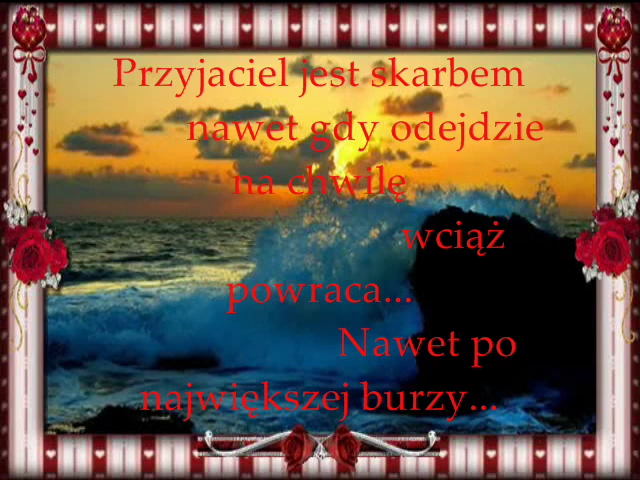 Przyjaciel jest skarbem
nawet gdy odejdzie
na chwilę
wciąż
powraca...
Nawet po
największej burzy...